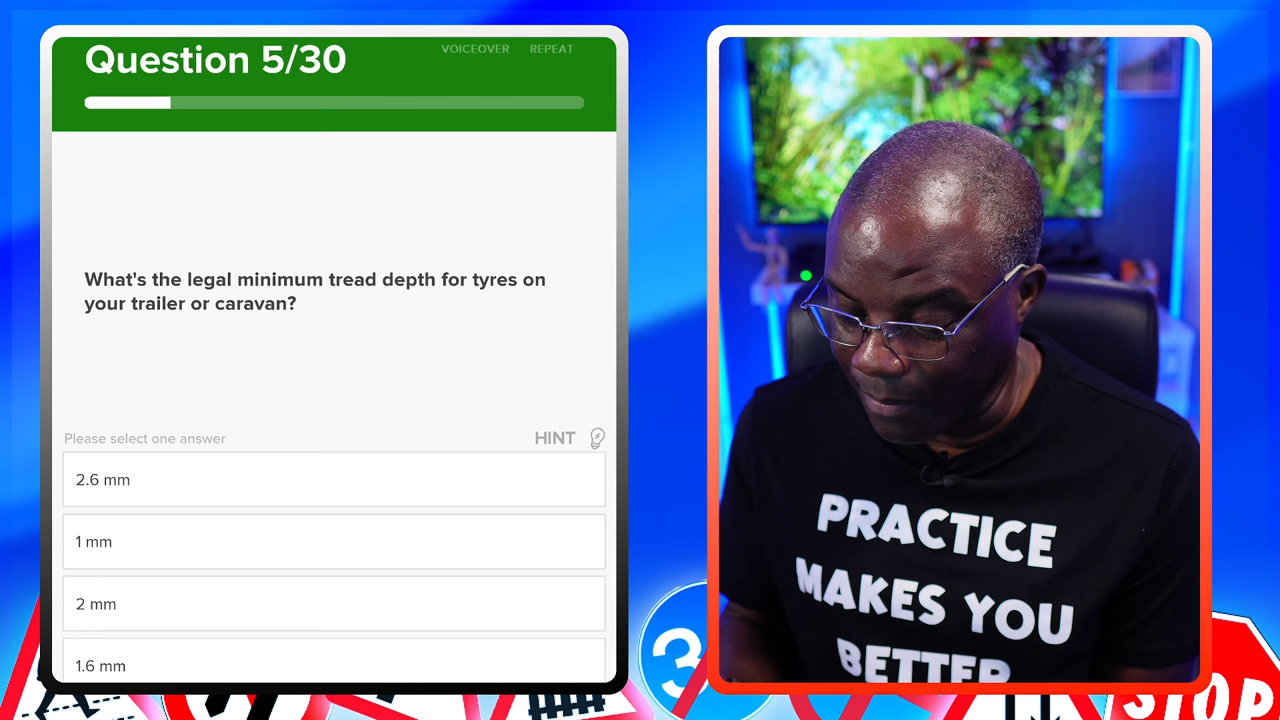 Question 5/30
VOICEOVER REPEAT
What's the legal minimum tread depth for tyres on
your trailer or caravan?
Please select one answer
HINT
2.6 mm
1 mm
2 mm
1.6 mm
PRACTICE
MAKES YOU
BETTER
3
STOP